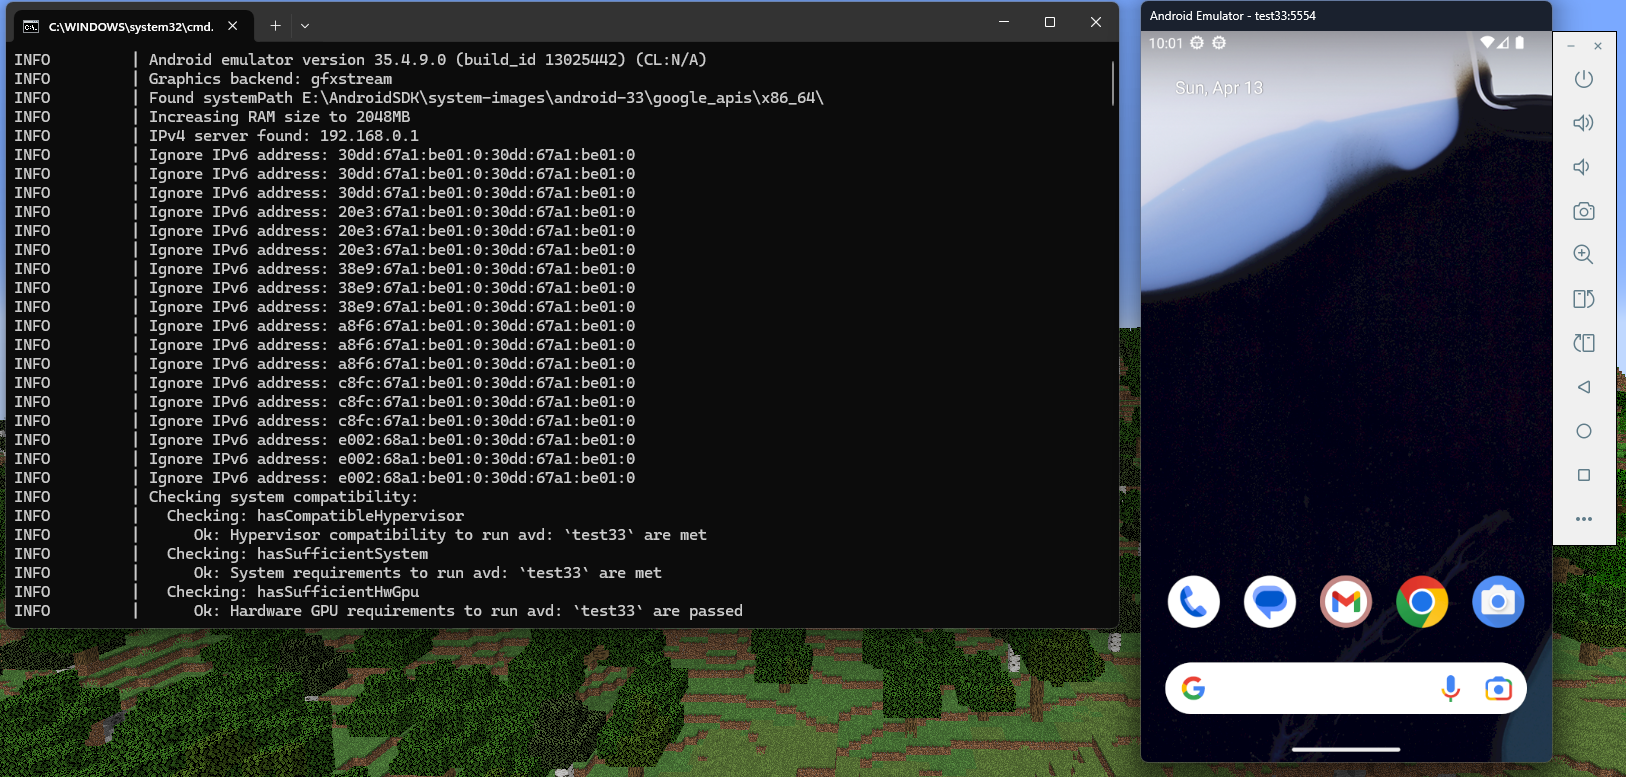 C:\WINDOWS\system32\cmd.
INFO | Android emulator version 35.4.9.0 (build_id 13025442) (CL:N/A)
INFO | Graphics backend: gfxstream
INFO | Found systemPath E:\AndroidSDK\system-images\android-33\google_apis\x86_64\
INFO | Increasing RAM size to 2048MB
INFO | IPv4 server found: 192.168.0.1
INFO | Ignore IPv6 address: 30dd:67a1:be01:0:30dd:67a1:be01:0
INFO | Ignore IPv6 address: 30dd:67a1:be01:0:30dd:67a1:be01:0
INFO | Ignore IPv6 address: 30dd:67a1:be01:0:30dd:67a1:be01:0
INFO | Ignore IPv6 address: 20e3:67a1:be01:0:30dd:67a1:be01:0
INFO | Ignore IPv6 address: 20e3:67a1:be01:0:30dd:67a1:be01:0
INFO | Ignore IPv6 address: 20e3:67a1:be01:0:30dd:67a1:be01:0
INFO | Ignore IPv6 address: 38e9:67a1:be01:0:30dd:67a1:be01:0
INFO | Ignore IPv6 address: 38e9:67a1:be01:0:30dd:67a1:be01:0
INFO | Ignore IPv6 address: 38e9:67a1:be01:0:30dd:67a1:be01:0
INFO | Ignore IPv6 address: a8f6:67a1:be01:0:30dd:67a1:be01:0
INFO | Ignore IPv6 address: a8f6:67a1:be01:0:30dd:67a1:be01:0
INFO | Ignore IPv6 address: a8f6:67a1:be01:0:30dd:67a1:be01:0
INFO | Ignore IPv6 address: c8fc:67a1:be01:0:30dd:67a1:be01:0
INFO | Ignore IPv6 address: c8fc:67a1:be01:0:30dd:67a1:be01:0
INFO | Ignore IPv6 address: c8fc:67a1:be01:0:30dd:67a1:be01:0
INFO | Ignore IPv6 address: e002:68a1:be01:0:30dd:67a1:be01:0
INFO | Ignore IPv6 address: e002:68a1:be01:0:30dd:67a1:be01:0
INFO | Ignore IPv6 address: e002:68a1:be01:0:30dd:67a1:be01:0
INFO | Checking system compatibility:
INFO | Checking: hasCompatibleHypervisor
INFO | Ok: Hypervisor compatibility to run avd: `test33` are met
INFO | Checking: hasSufficientSystem
INFO | Ok: System requirements to run avd: `test33` are met
INFO | Checking: hasSufficientHwGpu
INFO | Ok: Hardware GPU requirements to run avd: `test33` are passed
Android Emulator - test33:5554
10:01
Sun, Apr 13